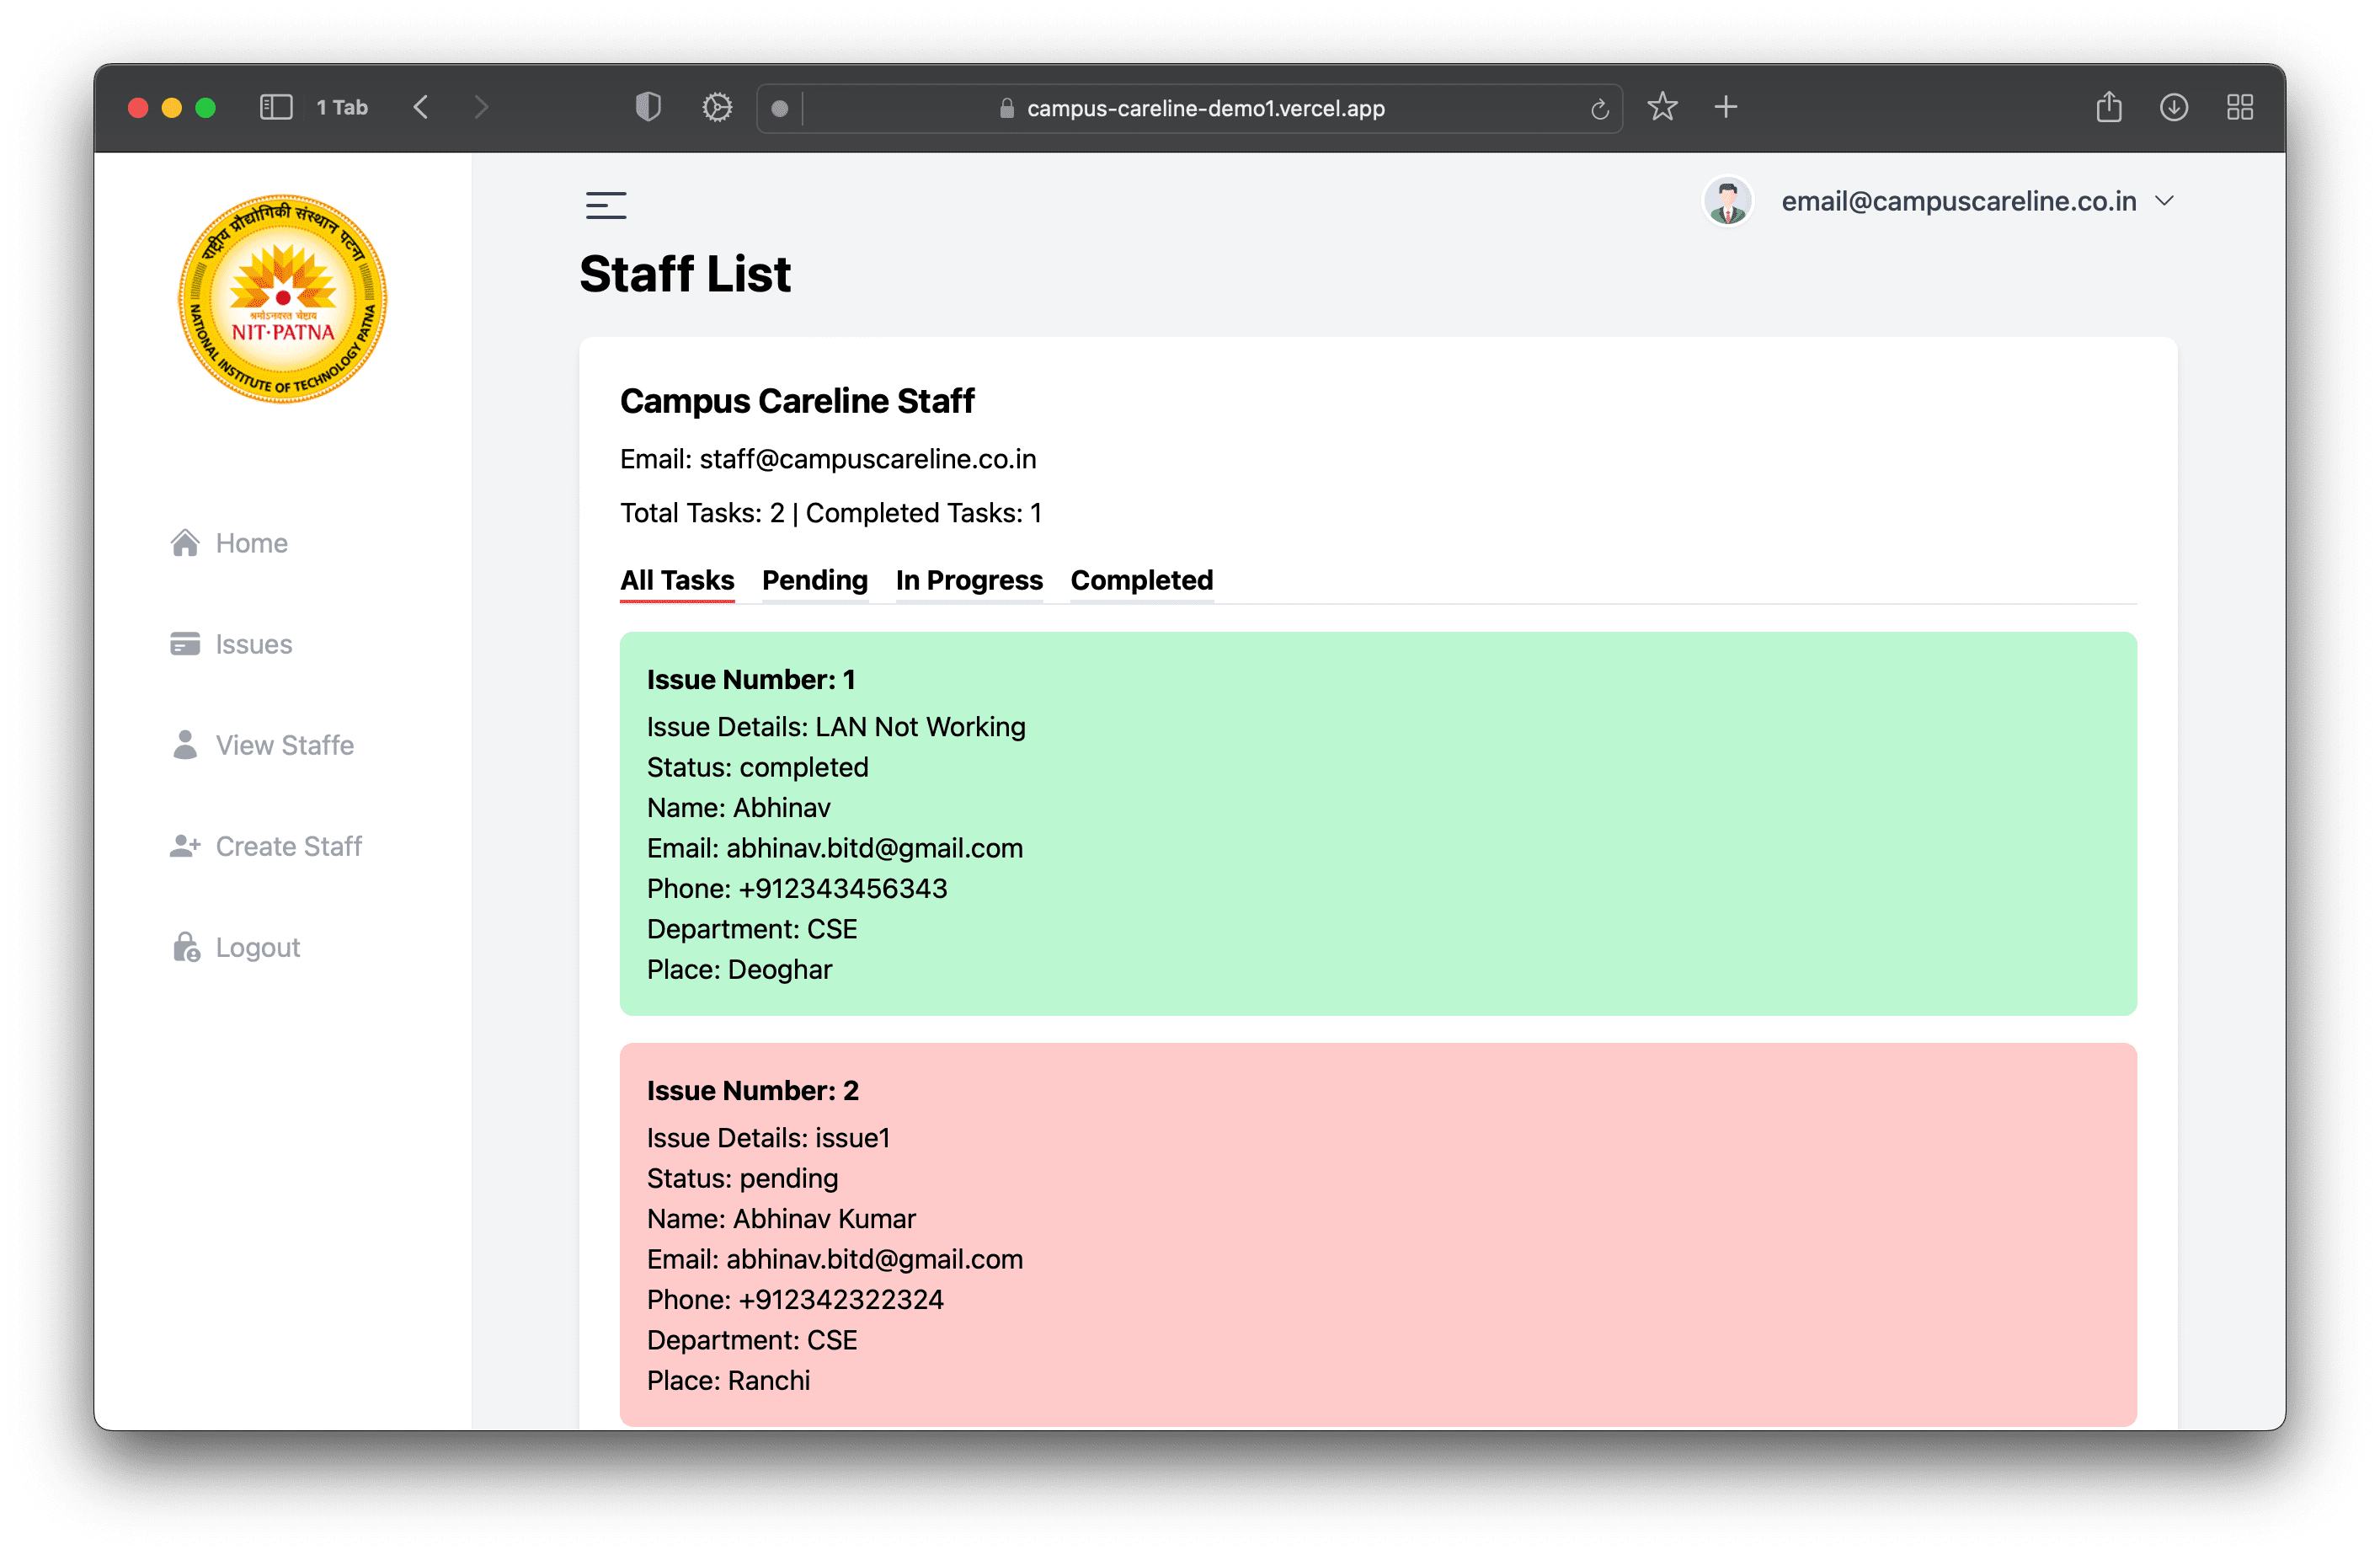 1 Tab
campus-careline-demo1.vercel.app
राष्ट्रीय प्रौद्योगिकी संस्थान पटना
श्रमोऽनवरत चेष्टाय
NIT·PATNA
NATIONAL INSTITUTE OF TECHNOLOGY PATNA
Home
Issues
View Staffe
Create Staff
Logout
email@campuscareline.co.in
Staff List
Campus Careline Staff
Email: staff@campuscareline.co.in
Total Tasks: 2 | Completed Tasks: 1
All Tasks Pending In Progress Completed
Issue Number: 1
Issue Details: LAN Not Working
Status: completed
Name: Abhinav
Email: abhinav.bitd@gmail.com
Phone: +912343456343
Department: CSE
Place: Deoghar
Issue Number: 2
Issue Details: issue1
Status: pending
Name: Abhinav Kumar
Email: abhinav.bitd@gmail.com
Phone: +912342322324
Department: CSE
Place: Ranchi